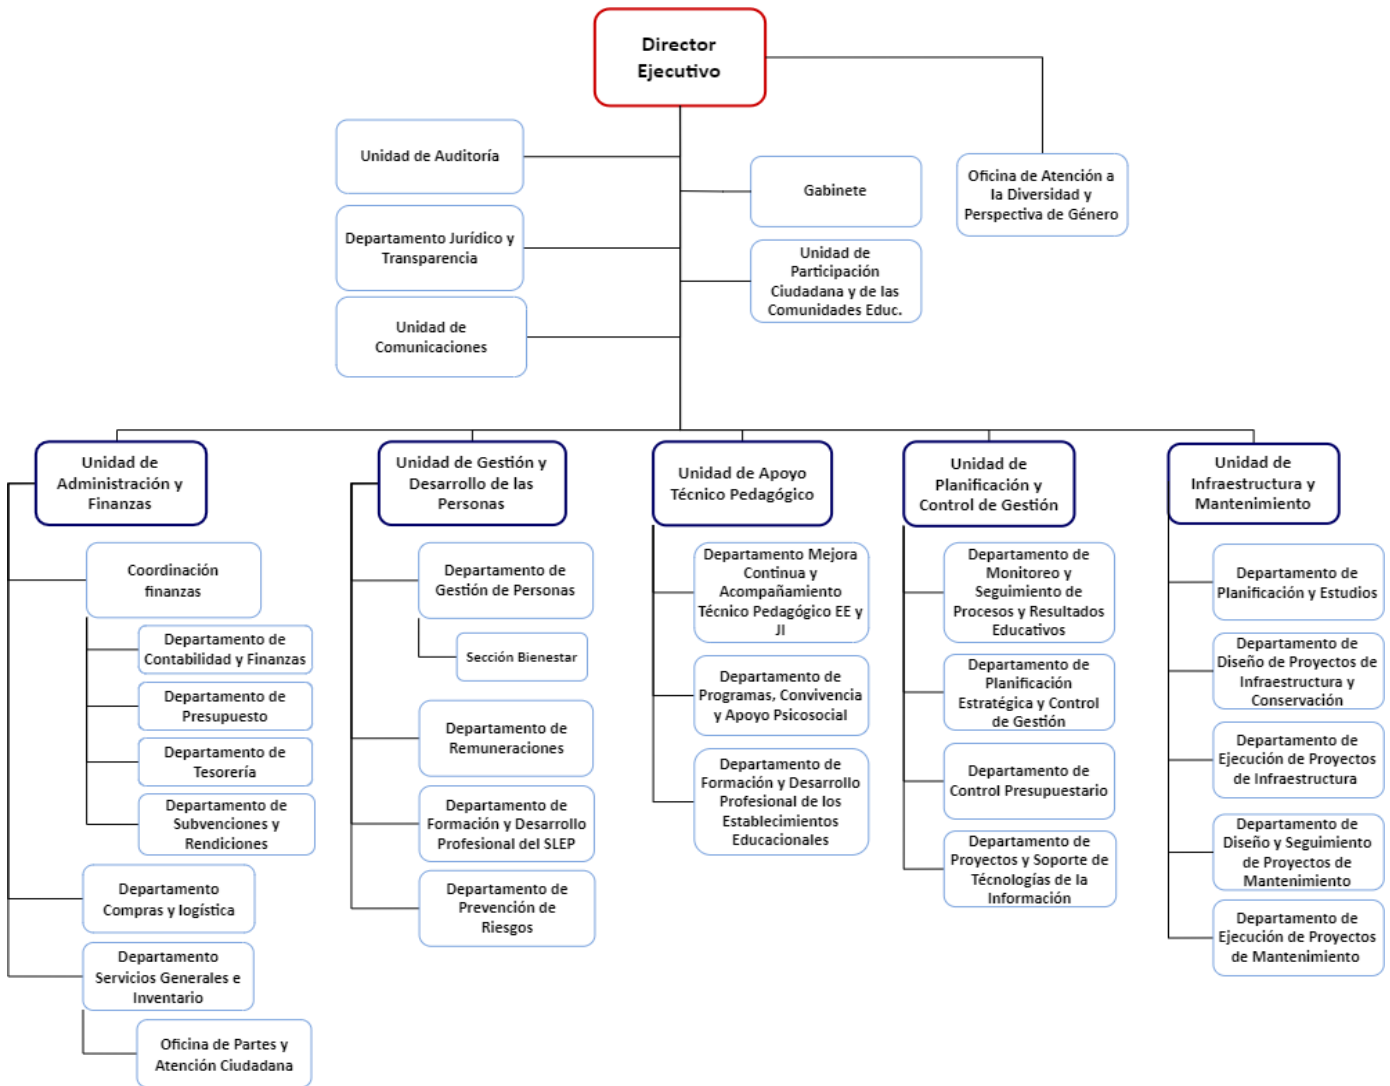 Director
Ejecutivo
Unidad de Auditoría
Gabinete
Oficina de Atención a
la Diversidad y
Perspectiva de Género
Departamento Jurídico y
Transparencia
Unidad de
Participación
Ciudadana y de las
Comunidades Educ.
Unidad de
Comunicaciones
Unidad de
Administración y
Finanzas
Coordinación
finanzas
Departamento de
Contabilidad y Finanzas
Departamento de
Presupuesto
Departamento de
Tesorería
Departamento de
Subvenciones y
Rendiciones
Departamento
Compras y logística
Departamento
Servicios Generales e
Inventario
Oficina de Partes y
Atención Ciudadana
Unidad de Gestión y
Desarrollo de las
Personas
Departamento de
Gestión de Personas
Sección Bienestar
Departamento de
Remuneraciones
Departamento de
Formación y Desarrollo
Profesional del SLEP
Departamento de
Prevención de
Riesgos
Unidad de Apoyo
Técnico Pedagógico
Departamento Mejora
Continua y
Acompañamiento
Técnico Pedagógico EE y
JI
Departamento de
Programas, Convivencia
y Apoyo Psicosocial
Departamento de
Formación y Desarrollo
Profesional de los
Establecimientos
Educacionales
Unidad de
Planificación y
Control de Gestión
Departamento de
Monitoreo y
Seguimiento de
Procesos y Resultados
Educativos
Departamento de
Planificación
Estratégica y Control
de Gestión
Departamento de
Control Presupuestario
Departamento de
Proyectos y Soporte de
Técnologías de la
Información
Unidad de
Infraestructura y
Mantenimiento
Departamento de
Planificación y Estudios
Departamento de
Diseño de Proyectos de
Infraestructura y
Conservación
Departamento de
Ejecución de Proyectos
de Infraestructura
Departamento de
Diseño y Seguimiento
de Proyectos de
Mantenimiento
Departamento de
Ejecución de Proyectos
de Mantenimiento